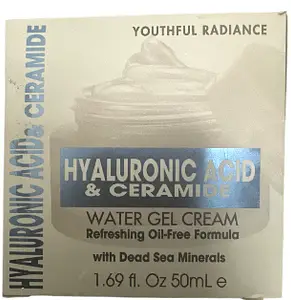 YOUTHFUL RADIANCE
HYALURONIC ACID & CERAMIDE
HYALURONIC ACID
& CERAMIDE
WATER GEL CREAM
Refreshing Oil-Free Formula
with Dead Sea Minerals
1.69 fl. Oz 50mL e